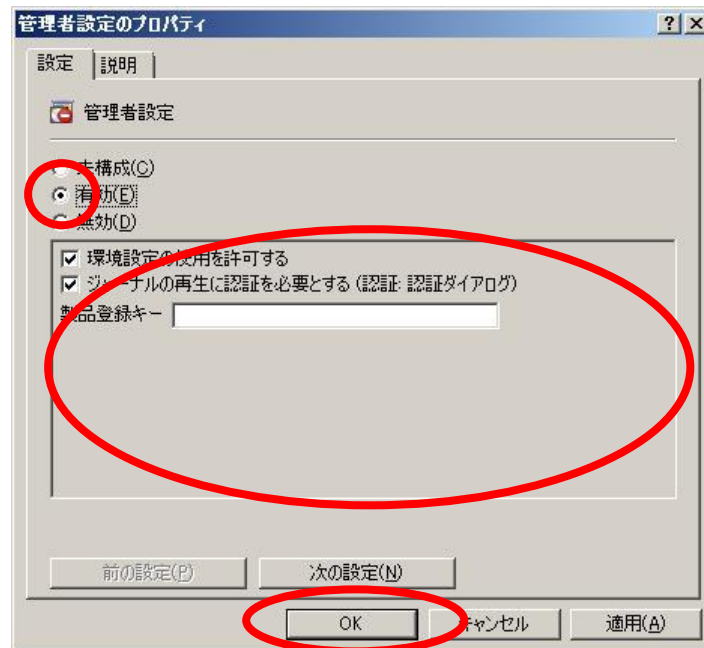 管理者設定のプロパティ
設定 説明
管理者設定
未構成(C)
有効(E)
無効(D)
環境設定の使用を許可する
ジャーナルの再生に認証を必要とする (認証: 認証ダイアログ)
製品登録キー
前の設定(P) 次の設定(N)
OK キャンセル 適用(A)